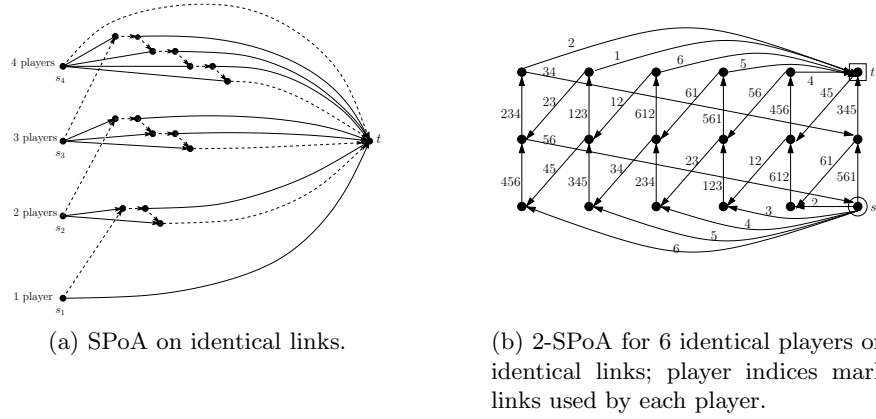 4 players
s4
3 players
s3
t
2 players
s2
1 player
s1
(a) SPoA on identical links.
2
1
6
5
4
t
34
234
23
123
12
612
61
561
56
456
45
345
56
456
45
345
34
234
23
123
12
612
61
561
2
s
3
4
5
6
(b) 2-SPoA for 6 identical players on
identical links; player indices mark
links used by each player.